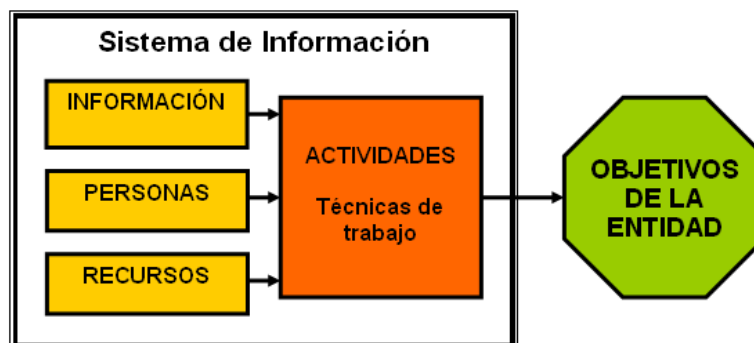 Sistema de Información
INFORMACIÓN
PERSONAS
RECURSOS
ACTIVIDADES
Técnicas de
trabajo
OBJETIVOS
DE LA
ENTIDAD